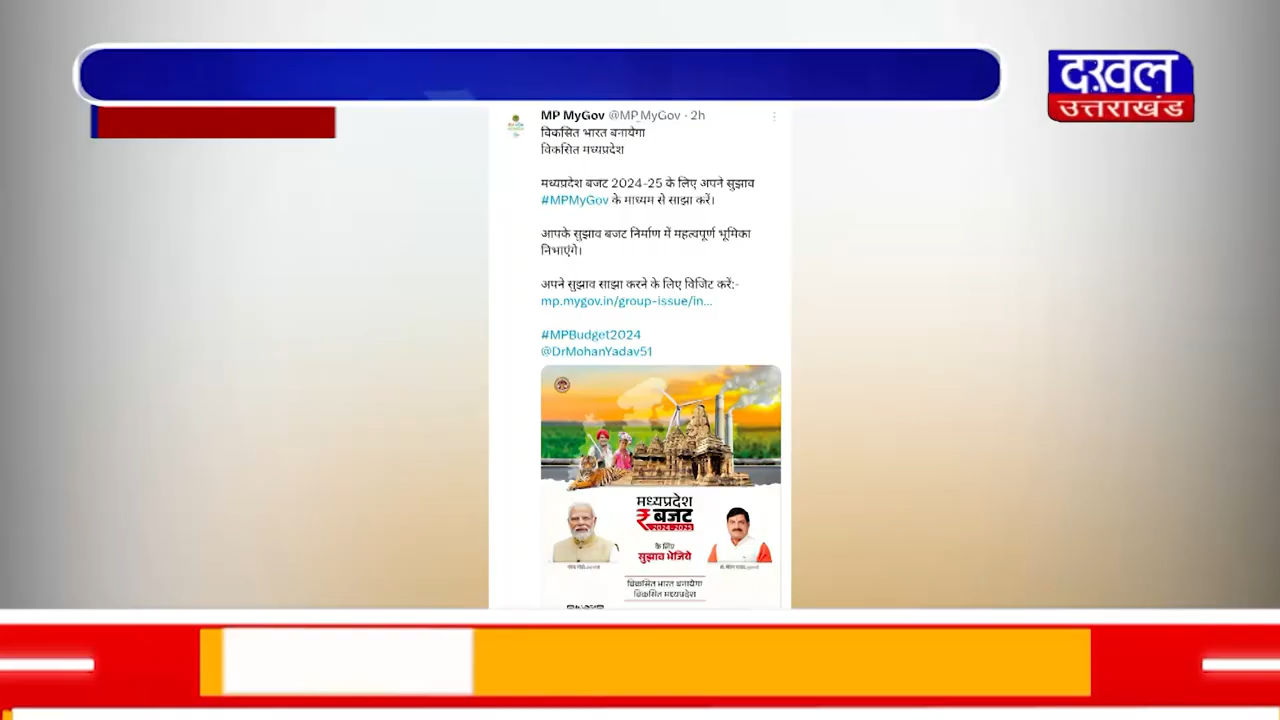 दख़ल
उत्तराखंड
MP MyGov @MP_MyGov · 2h
विकसित भारत बनायेगा
विकसित मध्यप्रदेश
मध्यप्रदेश बजट 2024-25 के लिए अपने सुझाव
#MPMyGov के माध्यम से साझा करें।
आपके सुझाव बजट निर्माण में महत्वपूर्ण भूमिका
निभाएंगे।
अपने सुझाव साझा करने के लिए विजिट करें:-
mp.mygov.in/group-issue/in...
#MPBudget2024
@DrMohanYadav51
मध्यप्रदेश
₹ बजट
2024-2025
के लिए
सुझाव भेजिये
विकसित भारत बनायेगा
विकसित मध्यप्रदेश